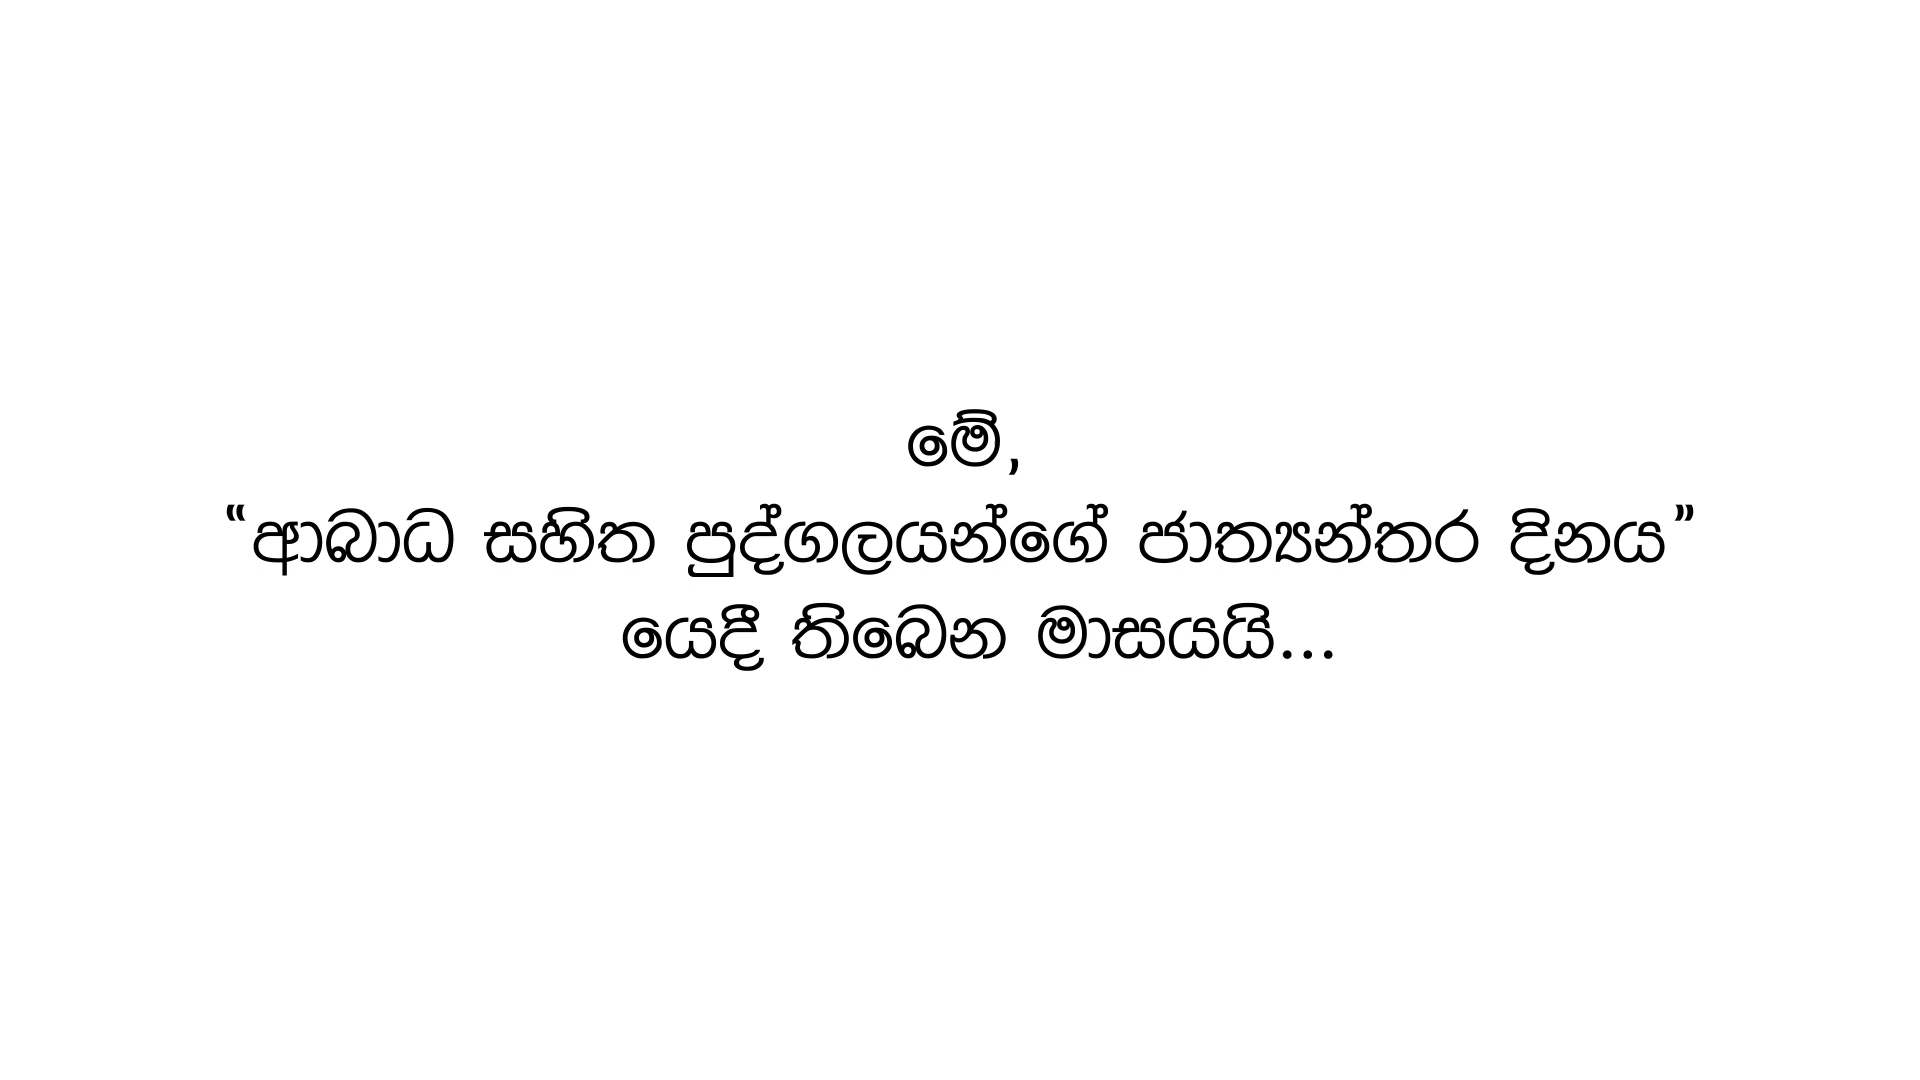 මේ,
“ආබාධ සහිත පුද්ගලයන්ගේ ජාත්‍යන්තර දිනය”
යෙදී තිබෙන මාසයයි...